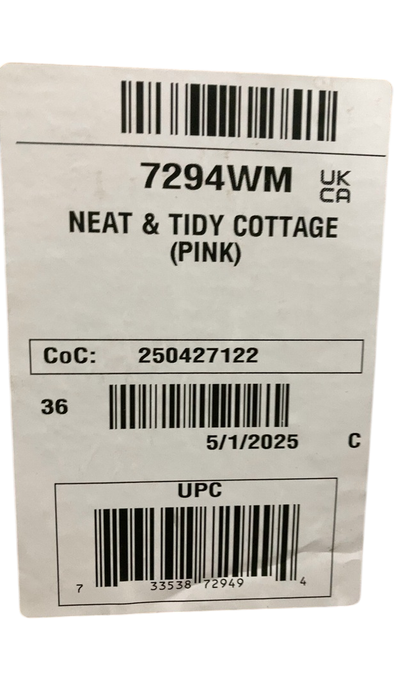 7294WM
UK
CA
NEAT & TIDY COTTAGE
(PINK)
CoC: 250427122
36
5/1/2025 C
UPC
7 33538 72949 4